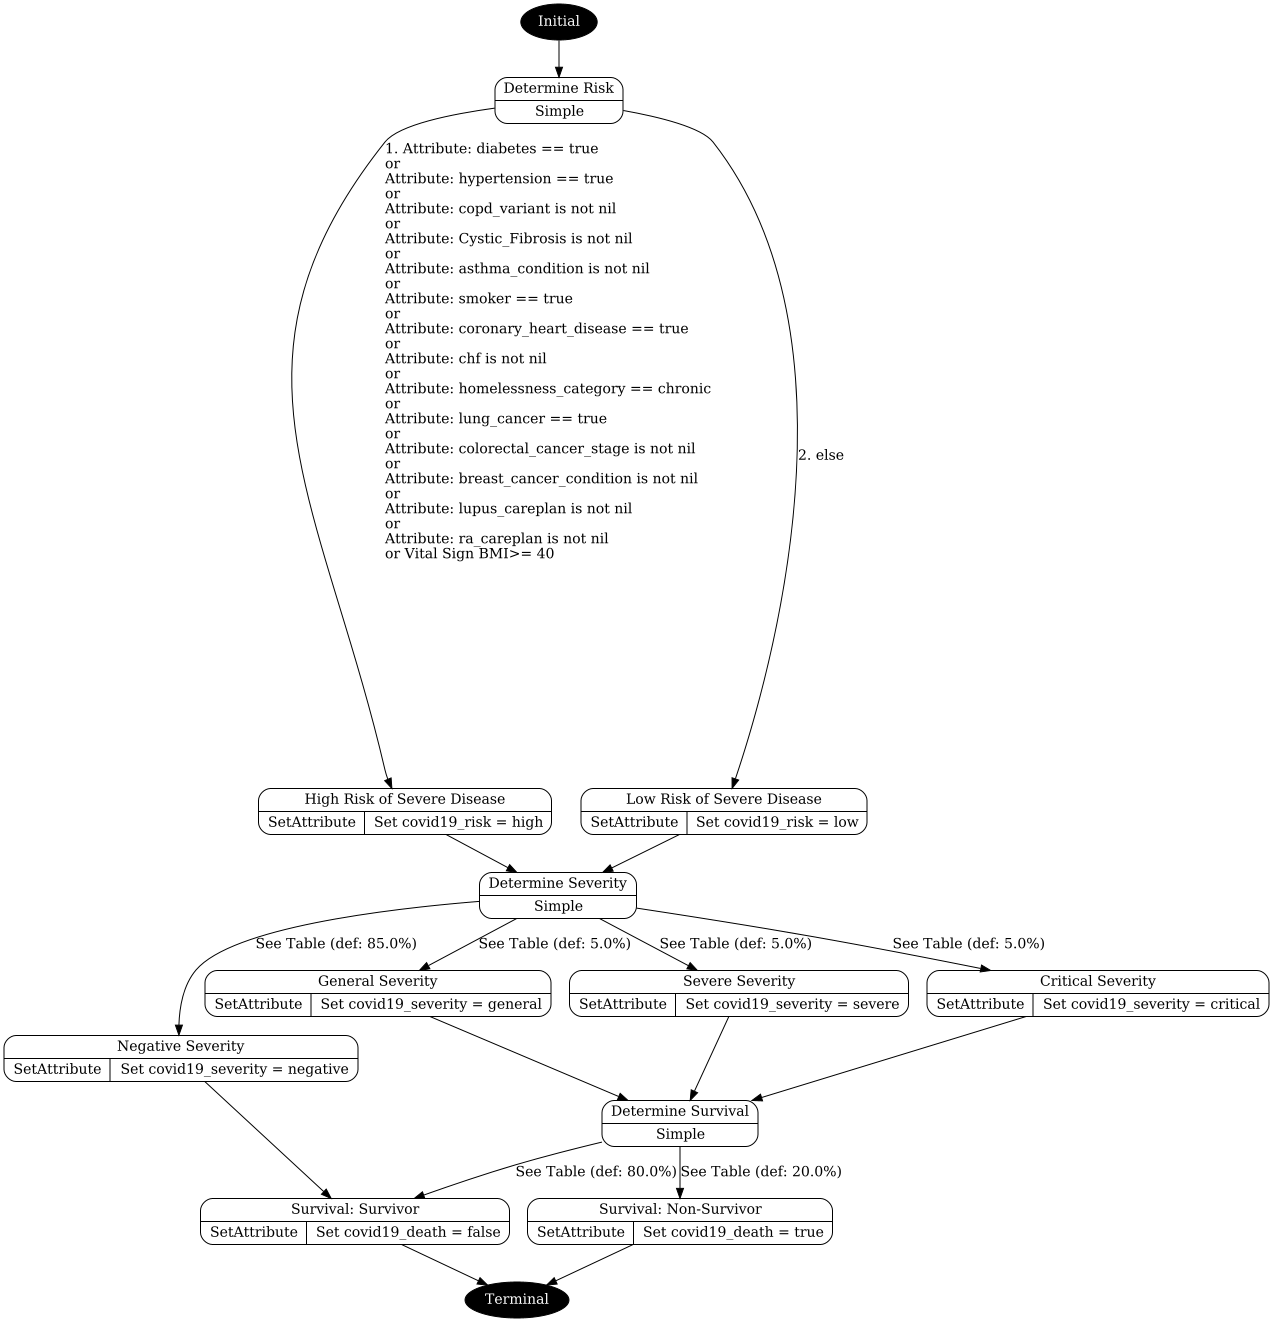 Initial
Determine Risk
Simple
1. Attribute: diabetes == true
or
Attribute: hypertension == true
or
Attribute: copd_variant is not nil
or
Attribute: Cystic_Fibrosis is not nil
or
Attribute: asthma_condition is not nil
or
Attribute: smoker == true
or
Attribute: coronary_heart_disease == true
or
Attribute: chf is not nil
or
Attribute: homelessness_category == chronic
or
Attribute: lung_cancer == true
or
Attribute: colorectal_cancer_stage is not nil
or
Attribute: breast_cancer_condition is not nil
or
Attribute: lupus_careplan is not nil
or
Attribute: ra_careplan is not nil
or Vital Sign BMI>= 40
2. else
High Risk of Severe Disease
SetAttribute Set covid19_risk = high
Low Risk of Severe Disease
SetAttribute Set covid19_risk = low
Determine Severity
Simple
See Table (def: 85.0%)
See Table (def: 5.0%)
See Table (def: 5.0%)
See Table (def: 5.0%)
General Severity
SetAttribute Set covid19_severity = general
Severe Severity
SetAttribute Set covid19_severity = severe
Critical Severity
SetAttribute Set covid19_severity = critical
Negative Severity
SetAttribute Set covid19_severity = negative
Determine Survival
Simple
See Table (def: 80.0%)
See Table (def: 20.0%)
Survival: Survivor
SetAttribute Set covid19_death = false
Survival: Non-Survivor
SetAttribute Set covid19_death = true
Terminal